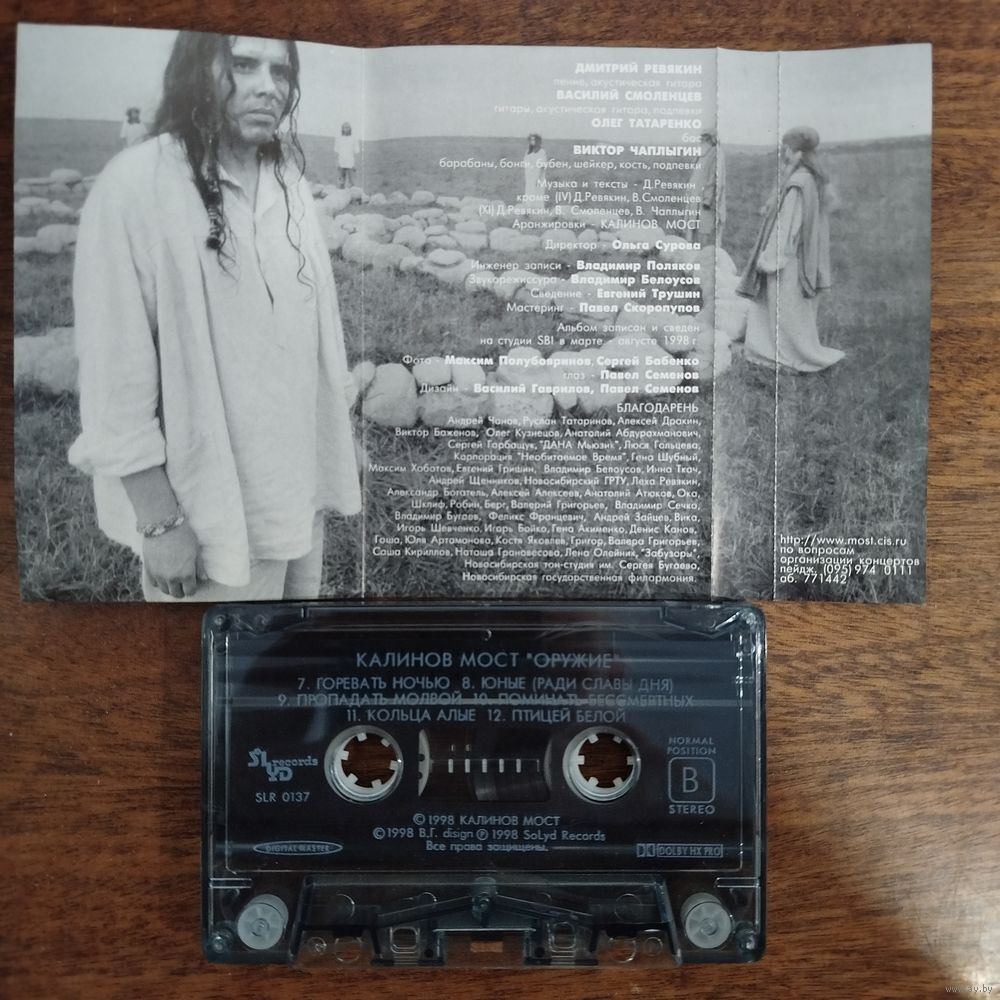 ДМИТРИЙ РЕВЯКИН
пение, акустическая гитара
ВАСИЛИЙ СМОЛЕНЦЕВ
гитары, акустическая гитара, подпевки
ОЛЕГ ТАТАРЕНКО
бас
ВИКТОР ЧАПЛЫГИН
барабаны, бонги, бубен, шейкер, кость, подпевки
Музыка и тексты - Д.Ревякин,
кроме (IV) Д.Ревякин, В.Смоленцев
(XI) Д.Ревякин, В. Смоленцев, В. Чаплыгин
Аранжировки - КАЛИНОВ МОСТ
Директор - Ольга Сурова
Инженер записи - Владимир Поляков
Звукорежиссура - Владимир Белоусов
Сведение - Евгений Трушин
Мастеринг - Павел Скоропупов
Альбом записан и сведен
на студии SBI в марте - августе 1998 г.
Фото - Максим Полубояринов, Сергей Бабенко
глаз - Павел Семенов
Дизайн - Василий Гаврилов, Павел Семенов
БЛАГОДАРЕНЬ
Андрей Чанов, Руслан Татаринов, Алексей Дракин,
Виктор Баженов, Олег Кузнецов, Анатолий Абдурахманович,
Сергей Гарбащук, "ДАНА Мьюзик", Люся Гольцева,
Корпорация "Необитаемое Время", Гена Шубный,
Максим Хоботов, Евгений Гришин, Владимир Белоусов, Инна Ткач,
Андрей Щенников, Новосибирский ГРТУ, Леха Ревякин,
Александр Богатель, Алексей Алексеев, Анатолий Атюков, Ока,
Шклиф, Робин, Берг, Валерий Григорьев, Владимир Сечко,
Владимир Бугаев, Феликс Францевич, Андрей Зайцев, Вика,
Игорь Шевченко, Игорь Бойко, Гена Акименко, Денис Канов,
Гоша, Юля Артаманова, Костя Яковлев, Григор, Валера Григорьев,
Саша Кириллов, Наташа Грановесова, Лена Олейник, "Забузоры",
Новосибирская тон-студия им. Сергея Бугаева,
Новосибирская государственная филармония.
http://www.most.cis.ru
по вопросам
организации концертов
пейдж. (095) 974 0111
аб. 771442
КАЛИНОВ МОСТ "ОРУЖИЕ"
7. ГОРЕВАТЬ НОЧЬЮ 8. ЮНЫЕ (РАДИ СЛАВЫ ДНЯ)
9. ПРОПАДАТЬ МОЛВОЙ 10. ПОМИНАТЬ БЕССМЕРТНЫХ
11. КОЛЬЦА АЛЫЕ 12. ПТИЦЕЙ БЕЛОЙ
SoLYD records
SLR 0137
NORMAL
POSITION
B
STEREO
©1998 КАЛИНОВ МОСТ
©1998 В.Г. disign ℗ 1998 SoLyd Records
Все права защищены.
DIGITAL MASTER
DOLBY HX PRO
www.ay.by